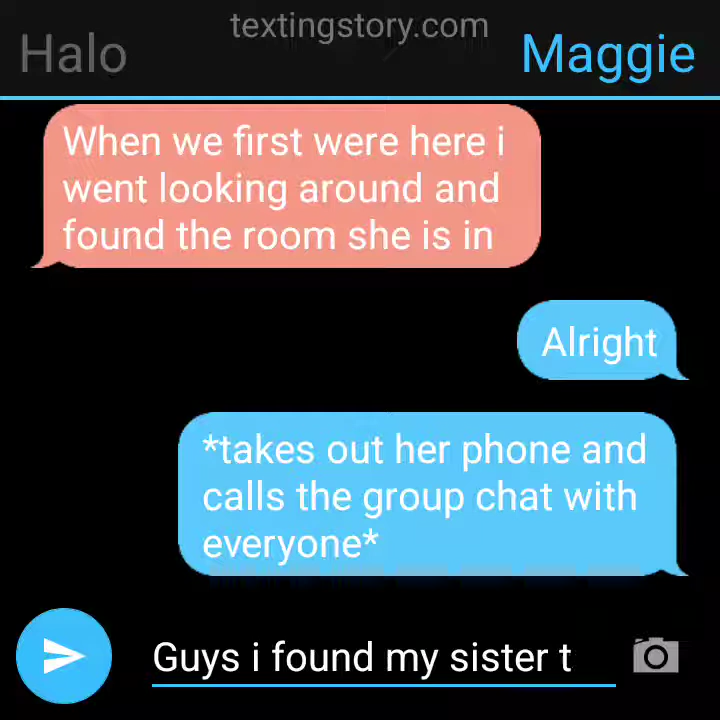 textingstory.com
Halo
Maggie
When we first were here i
went looking around and
found the room she is in
Alright
*takes out her phone and
calls the group chat with
everyone*
Guys i found my sister t